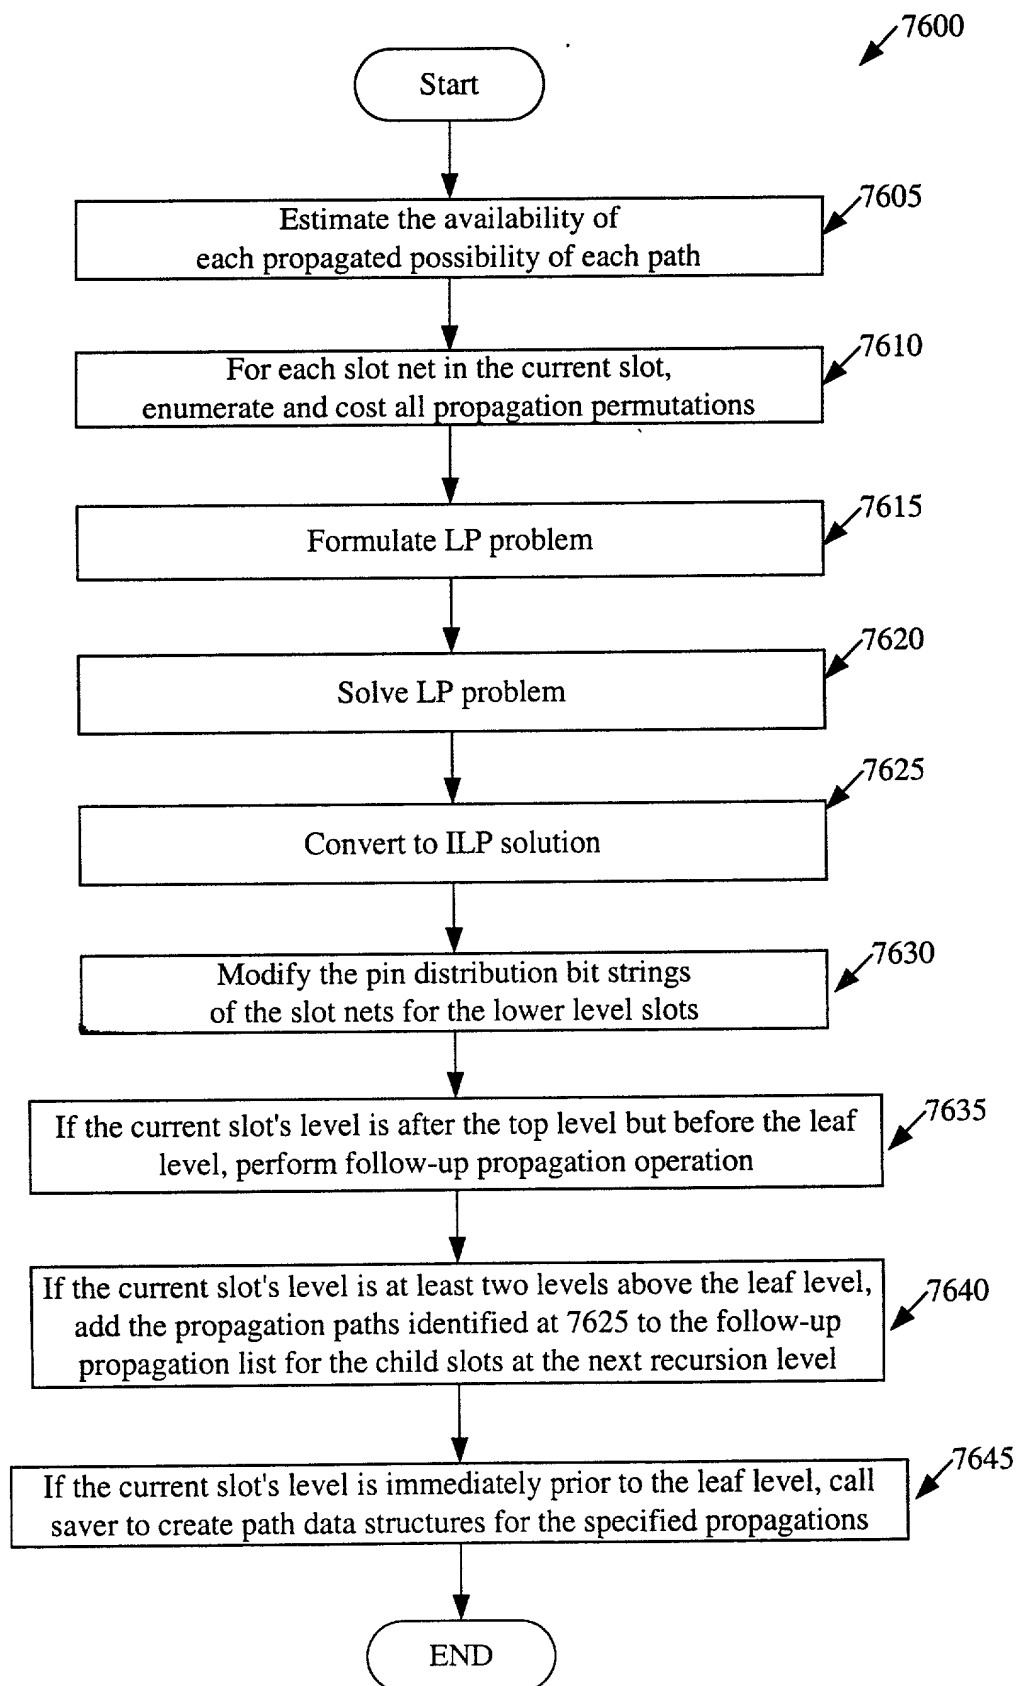 7600
Start
7605
Estimate the availability of
each propagated possibility of each path
7610
For each slot net in the current slot,
enumerate and cost all propagation permutations
7615
Formulate LP problem
7620
Solve LP problem
7625
Convert to ILP solution
7630
Modify the pin distribution bit strings
of the slot nets for the lower level slots
7635
If the current slot's level is after the top level but before the leaf
level, perform follow-up propagation operation
7640
If the current slot's level is at least two levels above the leaf level,
add the propagation paths identified at 7625 to the follow-up
propagation list for the child slots at the next recursion level
7645
If the current slot's level is immediately prior to the leaf level, call
saver to create path data structures for the specified propagations
END